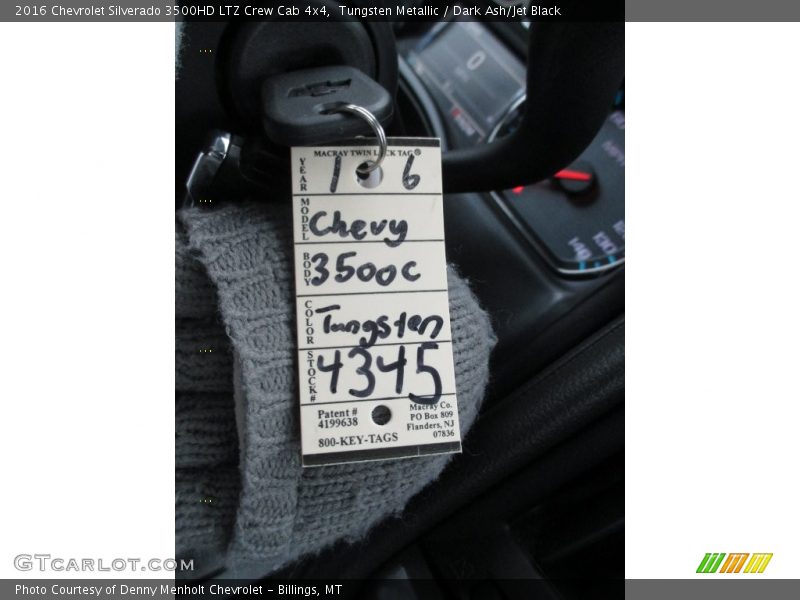 2016 Chevrolet Silverado 3500HD LTZ Crew Cab 4x4,  Tungsten Metallic / Dark Ash/Jet Black
0
MACRAY TWIN LOCK TAG®
YEAR 1 6
MODEL Chevy
BODY 3500c
COLOR Tungsten
STOCK# 4345
Patent #
4199638
800-KEY-TAGS
Macray Co.
PO Box 809
Flanders, NJ
07836
140
GTcarlot.com
Photo Courtesy of Denny Menholt Chevrolet – Billings, MT